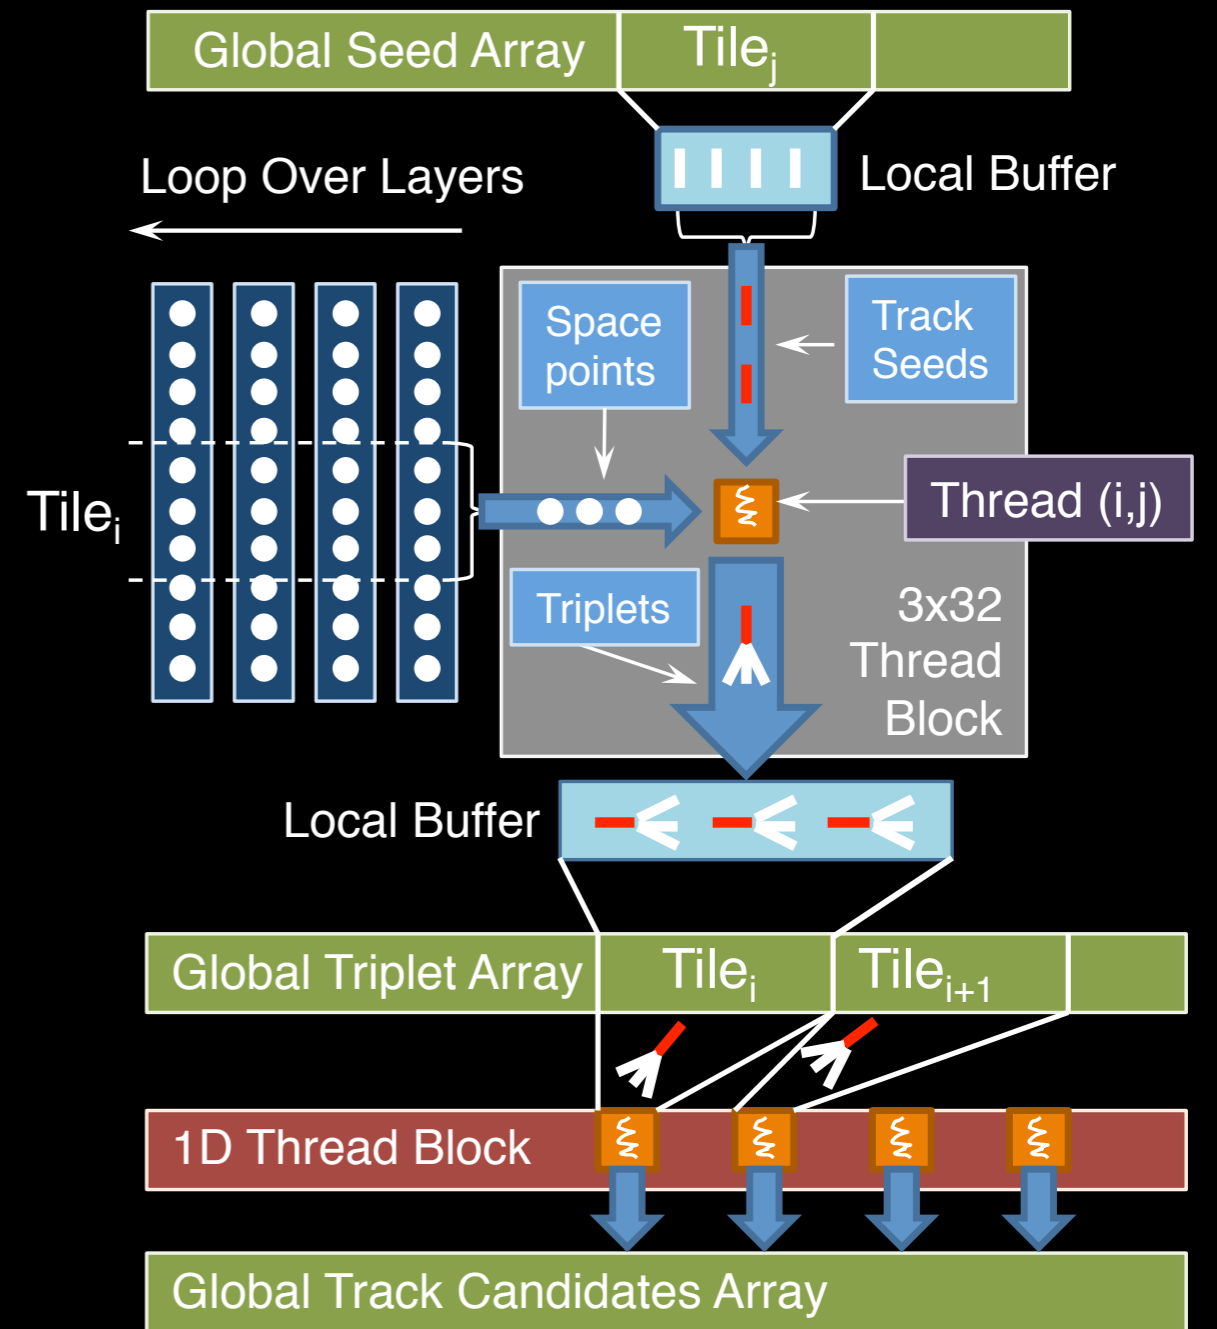 Global Seed Array
Tilej
Loop Over Layers
Local Buffer
Space
points
Track
Seeds
Tilei
Thread (i,j)
Triplets
3x32
Thread
Block
Local Buffer
Global Triplet Array
Tilei
Tilei+1
1D Thread Block
Global Track Candidates Array